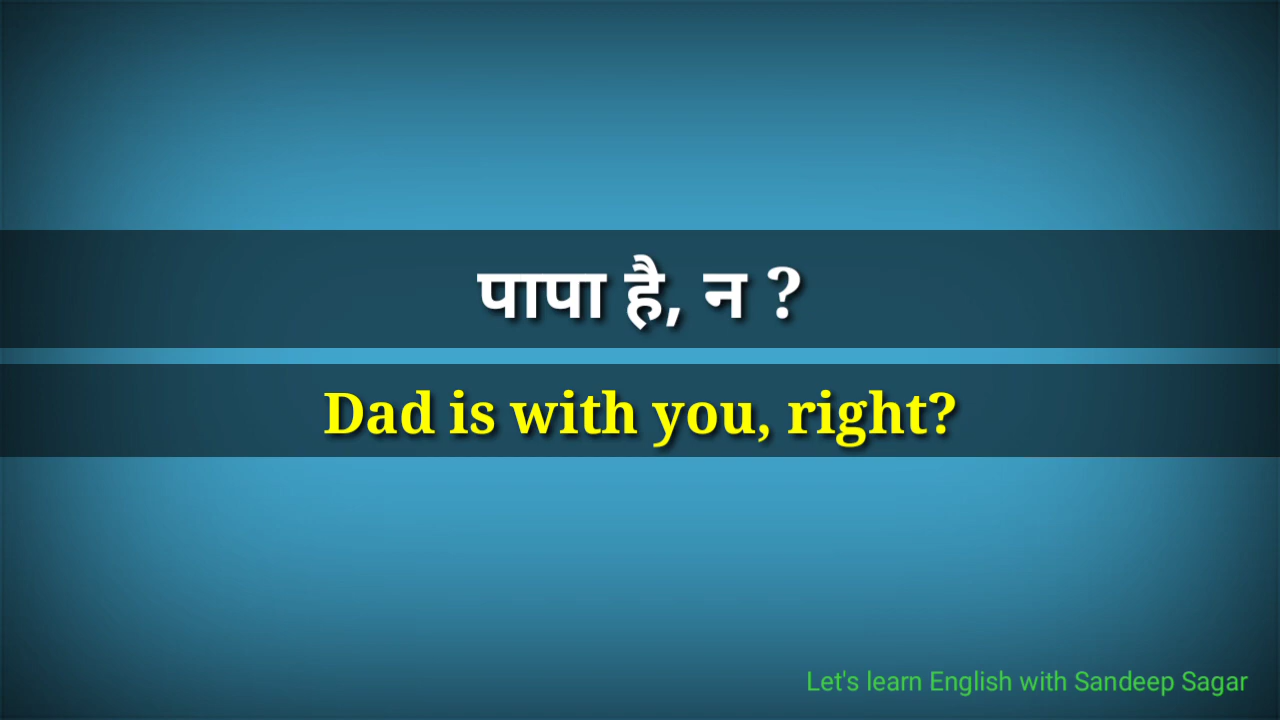 पापा है, न ?
Dad is with you, right?
Let's learn English with Sandeep Sagar